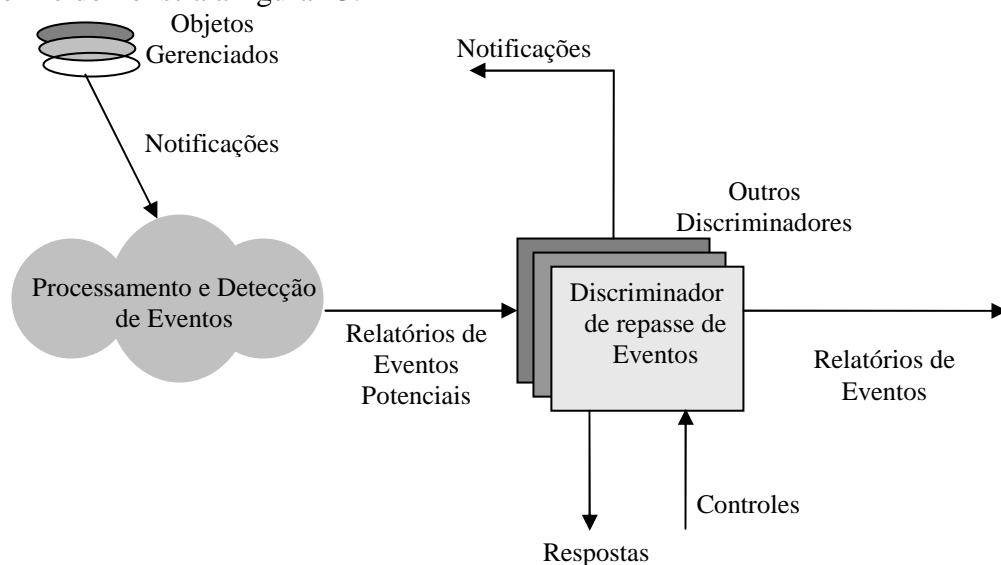 Objetos
Gerenciados
Notificações
Notificações
Outros
Discriminadores
Processamento e Detecção
de Eventos
Discriminador
de repasse de
Eventos
Relatórios de
Eventos
Potenciais
Relatórios de
Eventos
Controles
Respostas